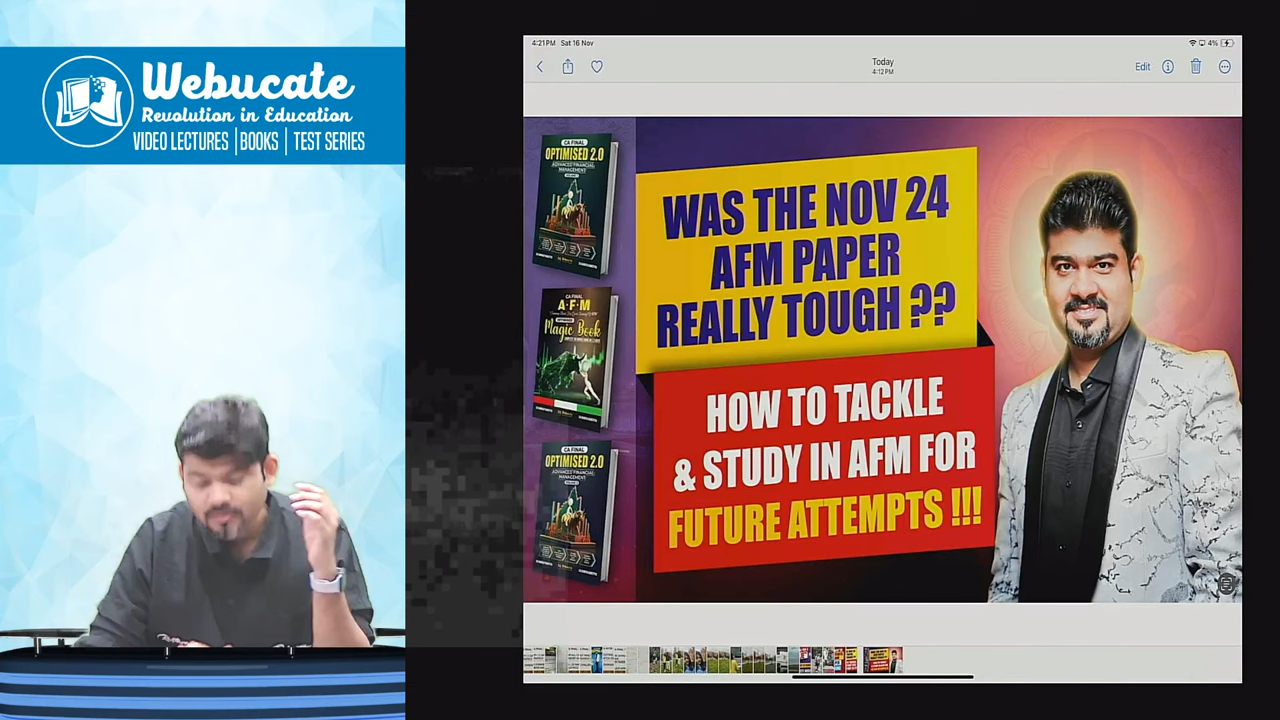 Webucate
Revolution in Education
VIDEO LECTURES | BOOKS | TEST SERIES
4:21 PM Sat 16 Nov
4%
Today
4:12 PM
Edit
CA FINAL
OPTIMISED 2.0
ADVANCED FINANCIAL
MANAGEMENT
CA FINAL
A·F·M
Magic Book
CA FINAL
OPTIMISED 2.0
ADVANCED FINANCIAL
MANAGEMENT
WAS THE NOV 24
AFM PAPER
REALLY TOUGH ??
HOW TO TACKLE
& STUDY IN AFM FOR
FUTURE ATTEMPTS !!!